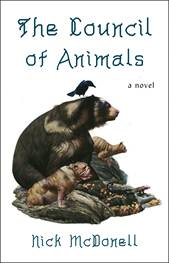 The Council
of Animals
a novel
Nick McDonell